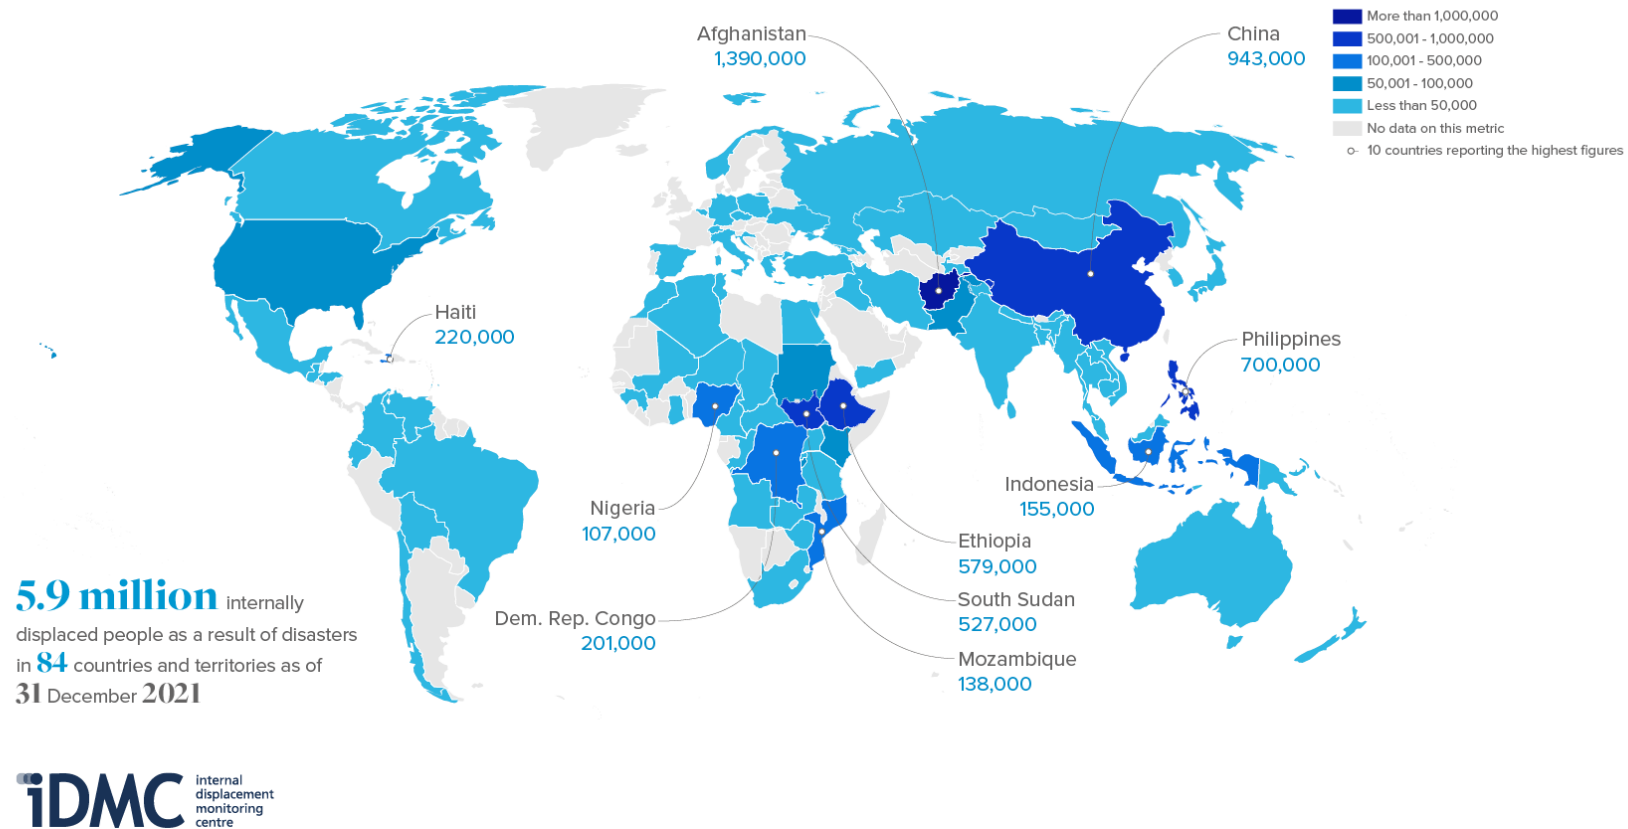 Afghanistan
1,390,000
China
943,000
More than 1,000,000
500,001 - 1,000,000
100,001 - 500,000
50,001 - 100,000
Less than 50,000
No data on this metric
10 countries reporting the highest figures
Haiti
220,000
Philippines
700,000
Nigeria
107,000
Indonesia
155,000
Ethiopia
579,000
South Sudan
527,000
Dem. Rep. Congo
201,000
Mozambique
138,000
5.9 million internally
displaced people as a result of disasters
in 84 countries and territories as of
31 December 2021
iDMC
internal
displacement
monitoring
centre